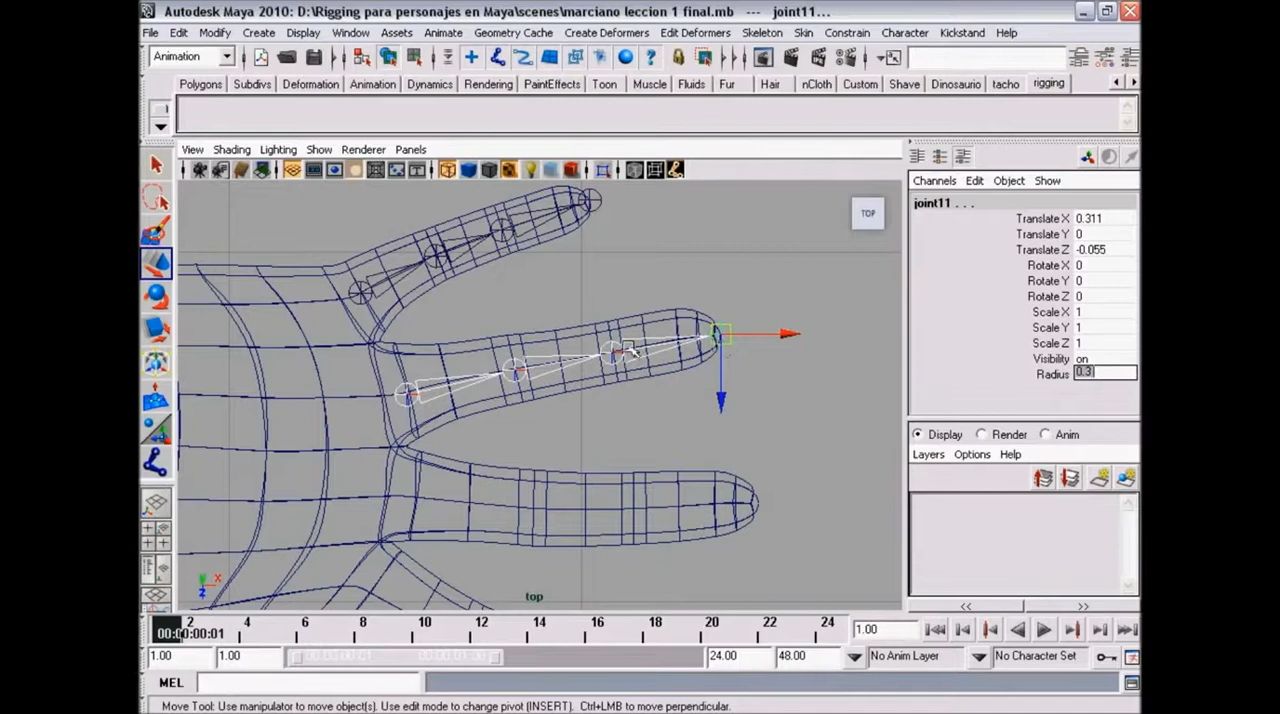 Autodesk Maya 2010: D:\Rigging para personajes en Maya\scenes\marciano leccion 1 final.mb --- joint11...
File Edit Modify Create Display Window Assets Animate Geometry Cache Create Deformers Edit Deformers Skeleton Skin Constrain Character Kickstand Help
Animation
Polygons Subdivs Deformation Animation Dynamics Rendering PaintEffects Toon Muscle Fluids Fur Hair nCloth Custom Shave Dinosaurio tacho rigging
View Shading Lighting Show Renderer Panels
Channels Edit Object Show
joint11 . . .
Translate X 0.311
Translate Y 0
Translate Z -0.055
Rotate X 0
Rotate Y 0
Rotate Z 0
Scale X 1
Scale Y 1
Scale Z 1
Visibility on
Radius 0.3
TOP
Display Render Anim
Layers Options Help
y x
z
top
<< >>
2 4 6 8 10 12 14 16 18 20 22 24
00:00:00:01
1.00
1.00 1.00 24.00 48.00 No Anim Layer No Character Set
MEL
Move Tool: Use manipulator to move object(s). Use edit mode to change pivot (INSERT). Ctrl+LMB to move perpendicular.